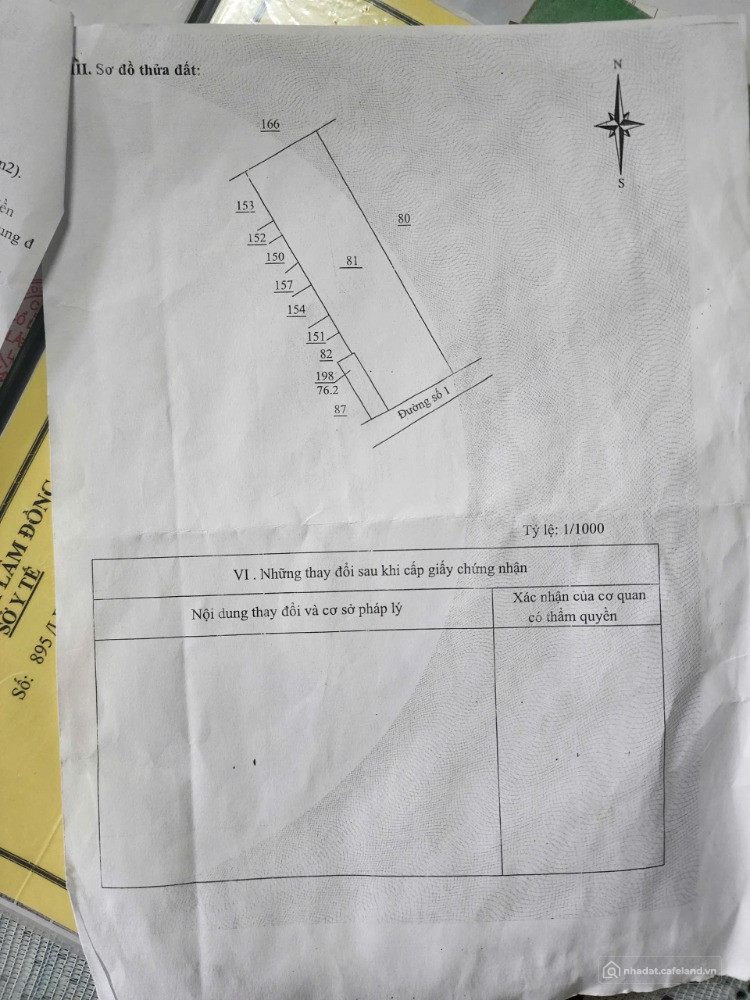 III. Sơ đồ thửa đất:
N
S
166
153
80
152
150
81
157
154
151
82
198
76.2
87
Đường số 1
Tỷ lệ: 1/1000
VI . Những thay đổi sau khi cấp giấy chứng nhận
Nội dung thay đổi và cơ sở pháp lý
Xác nhận của cơ quan
có thẩm quyền
LÂM ĐỒNG
SỞ Y TẾ
Số: 895
nhadat.cafeland.vn